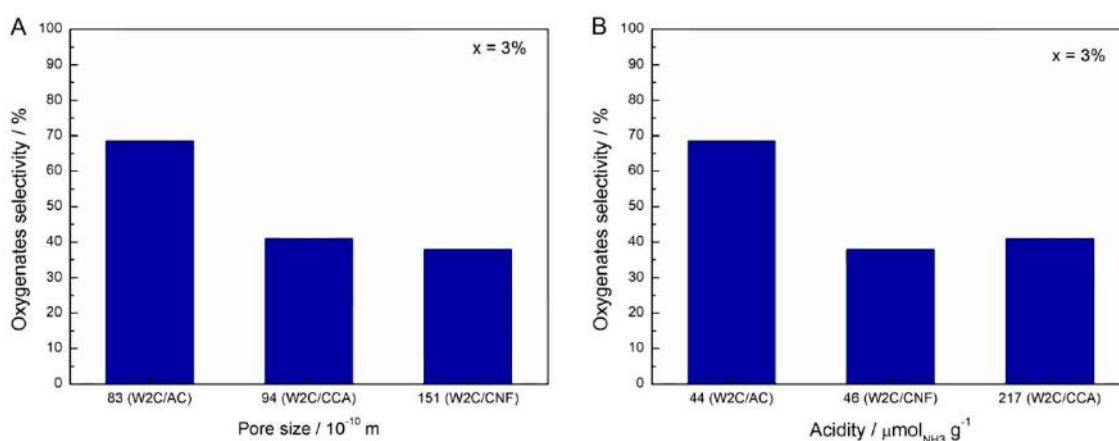 A
x = 3%
Oxygenates selectivity / %
100
90
80
70
60
50
40
30
20
10
0
83 (W2C/AC) 94 (W2C/CCA) 151 (W2C/CNF)
Pore size / 10⁻¹⁰ m
B
x = 3%
Oxygenates selectivity / %
100
90
80
70
60
50
40
30
20
10
0
44 (W2C/AC) 46 (W2C/CNF) 217 (W2C/CCA)
Acidity / μmol_NH3 g⁻¹